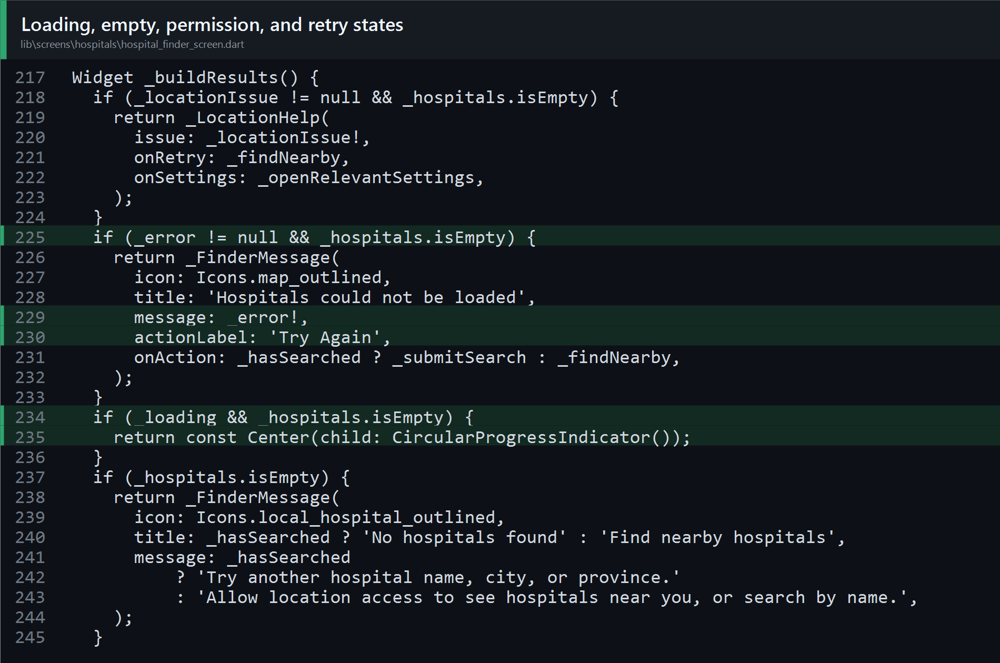 Loading, empty, permission, and retry states
lib\screens\hospitals\hospital_finder_screen.dart
217 Widget _buildResults() {
218 if (_locationIssue != null && _hospitals.isEmpty) {
219 return _LocationHelp(
220 issue: _locationIssue!,
221 onRetry: _findNearby,
222 onSettings: _openRelevantSettings,
223 );
224 }
225 if (_error != null && _hospitals.isEmpty) {
226 return _FinderMessage(
227 icon: Icons.map_outlined,
228 title: 'Hospitals could not be loaded',
229 message: _error!,
230 actionLabel: 'Try Again',
231 onAction: _hasSearched ? _submitSearch : _findNearby,
232 );
233 }
234 if (_loading && _hospitals.isEmpty) {
235 return const Center(child: CircularProgressIndicator());
236 }
237 if (_hospitals.isEmpty) {
238 return _FinderMessage(
239 icon: Icons.local_hospital_outlined,
240 title: _hasSearched ? 'No hospitals found' : 'Find nearby hospitals',
241 message: _hasSearched
242 ? 'Try another hospital name, city, or province.'
243 : 'Allow location access to see hospitals near you, or search by name.',
244 );
245 }